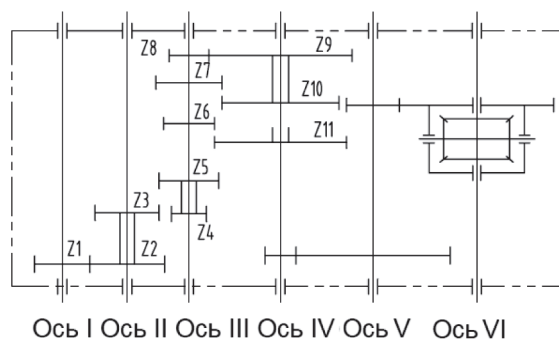 Z8 Z9
Z7
Z10
Z6
Z11
Z5
Z3
Z4
Z1 Z2
Ось I Ось II Ось III Ось IV Ось V Ось VI